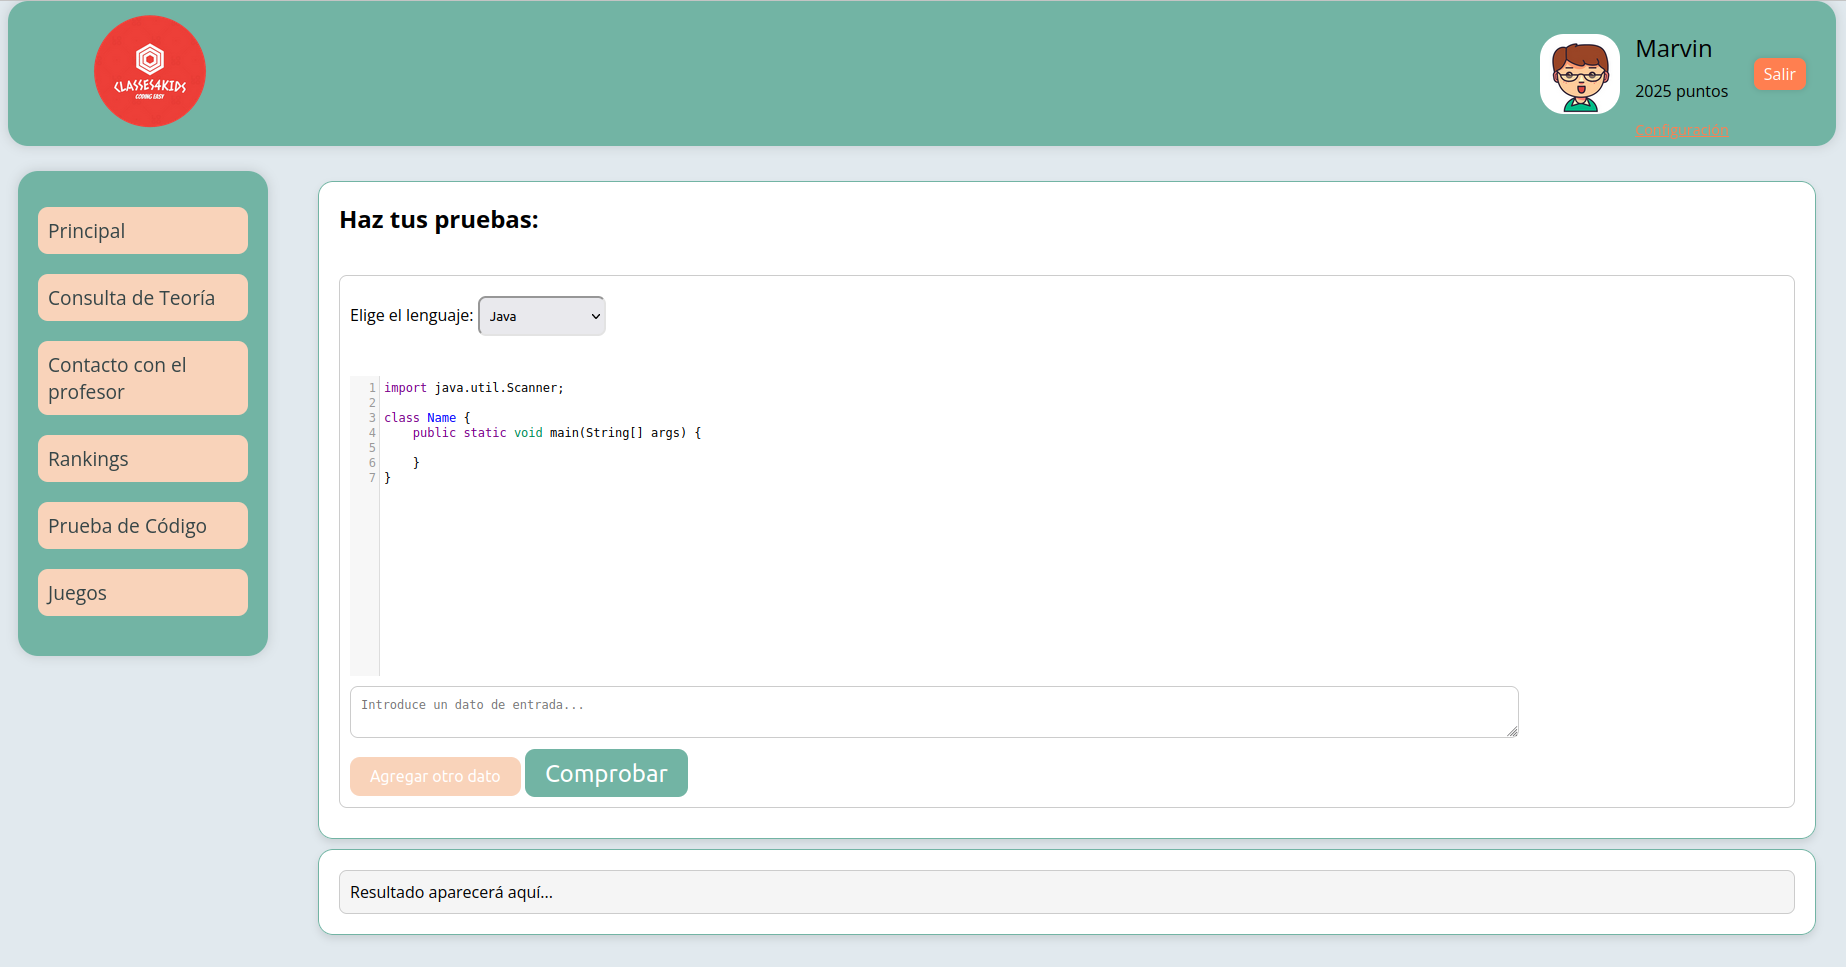 CLASSES4KIDS
CODING EASY
Marvin
2025 puntos
Configuración
Salir
Principal
Consulta de Teoría
Contacto con el
profesor
Rankings
Prueba de Código
Juegos
Haz tus pruebas:
Elige el lenguaje: Java
1 import java.util.Scanner;
2
3 class Name {
4     public static void main(String[] args) {
5
6     }
7 }
Introduce un dato de entrada...
Agregar otro dato
Comprobar
Resultado aparecerá aquí...